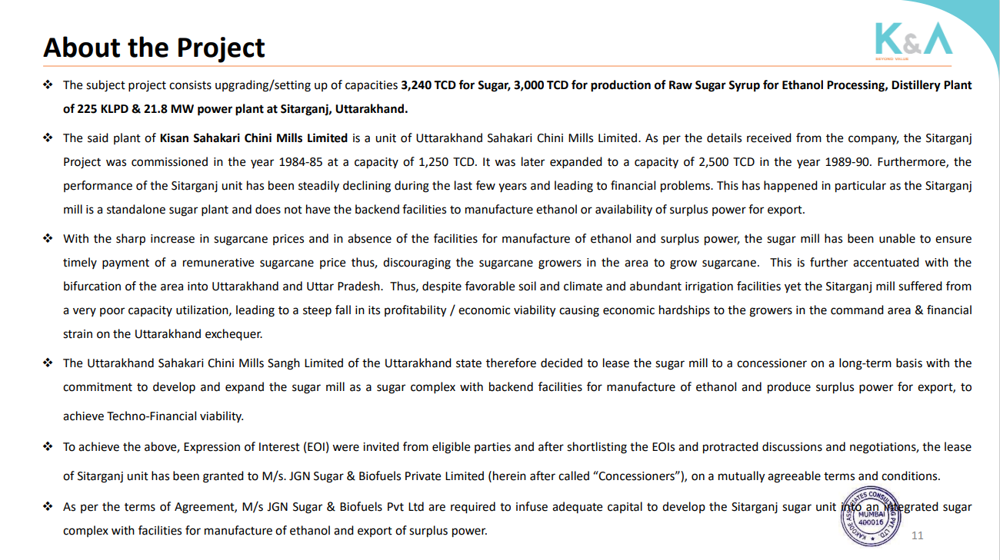 About the Project
K&A
BEYOND VALUE
❖ The subject project consists upgrading/setting up of capacities 3,240 TCD for Sugar, 3,000 TCD for production of Raw Sugar Syrup for Ethanol Processing, Distillery Plant
of 225 KLPD & 21.8 MW power plant at Sitarganj, Uttarakhand.
❖ The said plant of Kisan Sahakari Chini Mills Limited is a unit of Uttarakhand Sahakari Chini Mills Limited. As per the details received from the company, the Sitarganj
Project was commissioned in the year 1984-85 at a capacity of 1,250 TCD. It was later expanded to a capacity of 2,500 TCD in the year 1989-90. Furthermore, the
performance of the Sitarganj unit has been steadily declining during the last few years and leading to financial problems. This has happened in particular as the Sitarganj
mill is a standalone sugar plant and does not have the backend facilities to manufacture ethanol or availability of surplus power for export.
❖ With the sharp increase in sugarcane prices and in absence of the facilities for manufacture of ethanol and surplus power, the sugar mill has been unable to ensure
timely payment of a remunerative sugarcane price thus, discouraging the sugarcane growers in the area to grow sugarcane. This is further accentuated with the
bifurcation of the area into Uttarakhand and Uttar Pradesh. Thus, despite favorable soil and climate and abundant irrigation facilities yet the Sitarganj mill suffered from
a very poor capacity utilization, leading to a steep fall in its profitability / economic viability causing economic hardships to the growers in the command area & financial
strain on the Uttarakhand exchequer.
❖ The Uttarakhand Sahakari Chini Mills Sangh Limited of the Uttarakhand state therefore decided to lease the sugar mill to a concessioner on a long-term basis with the
commitment to develop and expand the sugar mill as a sugar complex with backend facilities for manufacture of ethanol and produce surplus power for export, to
achieve Techno-Financial viability.
❖ To achieve the above, Expression of Interest (EOI) were invited from eligible parties and after shortlisting the EOIs and protracted discussions and negotiations, the lease
of Sitarganj unit has been granted to M/s. JGN Sugar & Biofuels Private Limited (herein after called “Concessioners”), on a mutually agreeable terms and conditions.
❖ As per the terms of Agreement, M/s JGN Sugar & Biofuels Pvt Ltd are required to infuse adequate capital to develop the Sitarganj sugar unit into an integrated sugar
complex with facilities for manufacture of ethanol and export of surplus power.
KAKODE ASSOCIATES CONSULTING PVT. LTD.
MUMBAI
400016
11